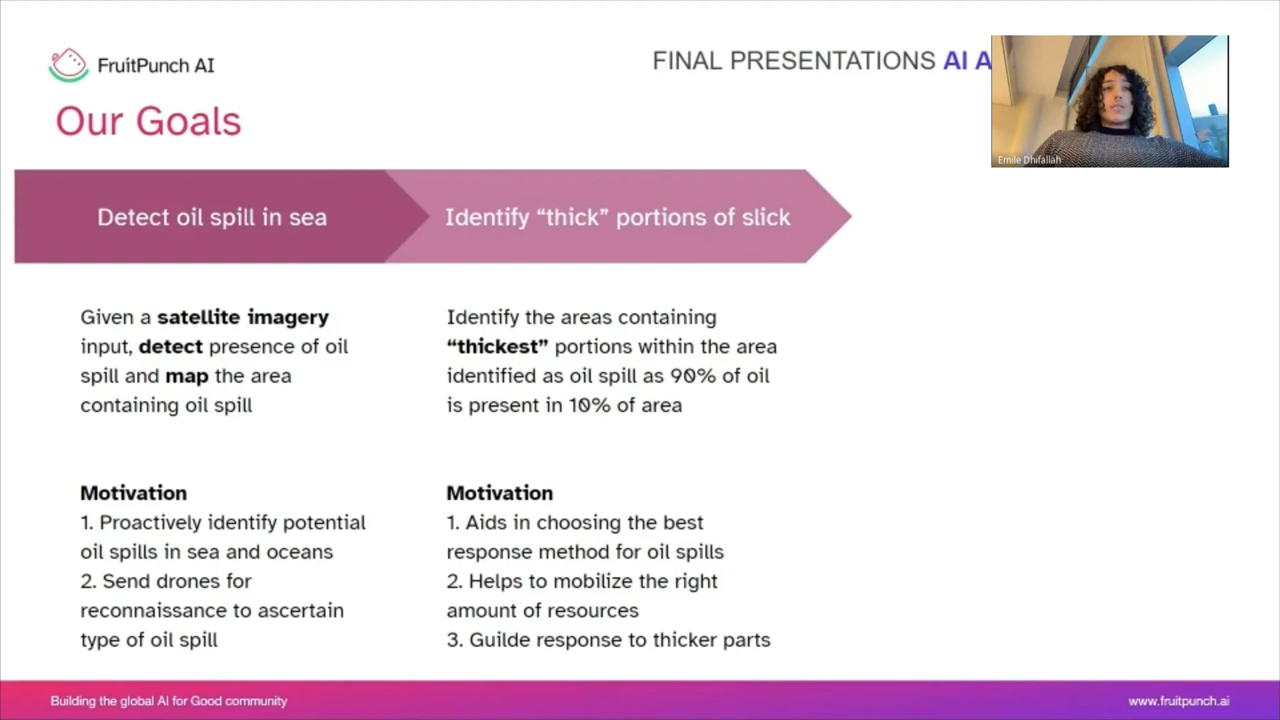 FruitPunch AI
FINAL PRESENTATIONS AI A
Our Goals
Emile Dhifallah
Detect oil spill in sea
Identify “thick” portions of slick
Given a satellite imagery
input, detect presence of oil
spill and map the area
containing oil spill
Identify the areas containing
“thickest” portions within the area
identified as oil spill as 90% of oil
is present in 10% of area
Motivation
1. Proactively identify potential
oil spills in sea and oceans
2. Send drones for
reconnaissance to ascertain
type of oil spill
Motivation
1. Aids in choosing the best
response method for oil spills
2. Helps to mobilize the right
amount of resources
3. Guilde response to thicker parts
Building the global AI for Good community
www.fruitpunch.ai